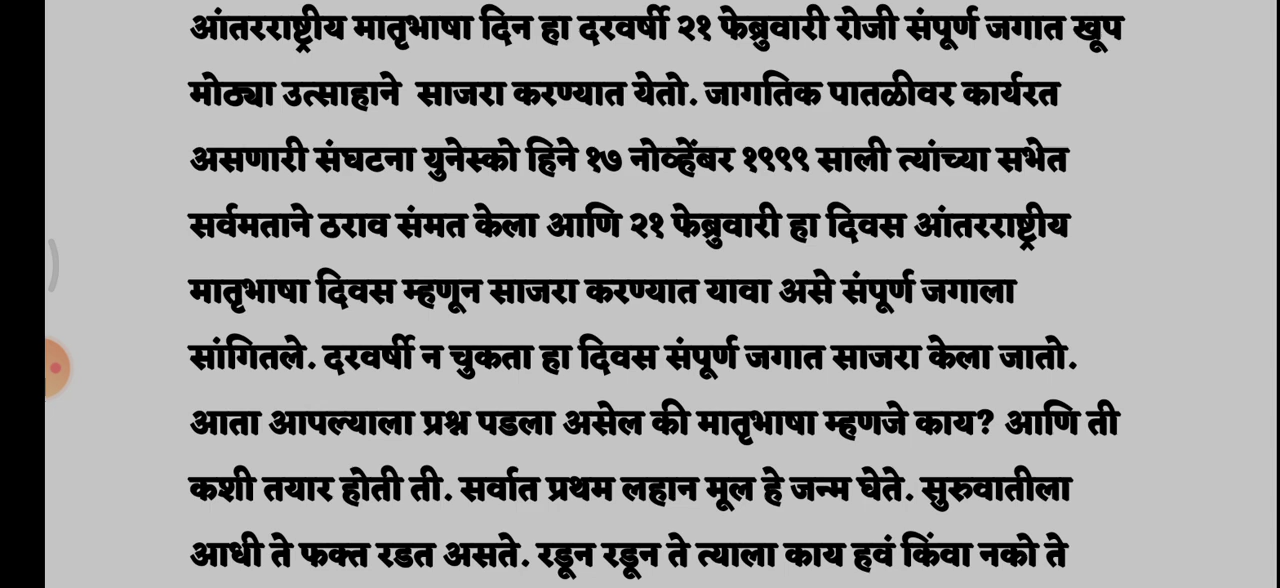 आंतरराष्ट्रीय मातृभाषा दिन हा दरवर्षी २१ फेब्रुवारी रोजी संपूर्ण जगात खूप
मोठ्या उत्साहाने साजरा करण्यात येतो. जागतिक पातळीवर कार्यरत
असणारी संघटना युनेस्को हिने १७ नोव्हेंबर १९९९ साली त्यांच्या सभेत
सर्वमताने ठराव संमत केला आणि २१ फेब्रुवारी हा दिवस आंतरराष्ट्रीय
मातृभाषा दिवस म्हणून साजरा करण्यात यावा असे संपूर्ण जगाला
सांगितले. दरवर्षी न चुकता हा दिवस संपूर्ण जगात साजरा केला जातो.
आता आपल्याला प्रश्न पडला असेल की मातृभाषा म्हणजे काय? आणि ती
कशी तयार होती ती. सर्वात प्रथम लहान मूल हे जन्म घेते. सुरुवातीला
आधी ते फक्त रडत असते. रडून रडून ते त्याला काय हवं किंवा नको ते